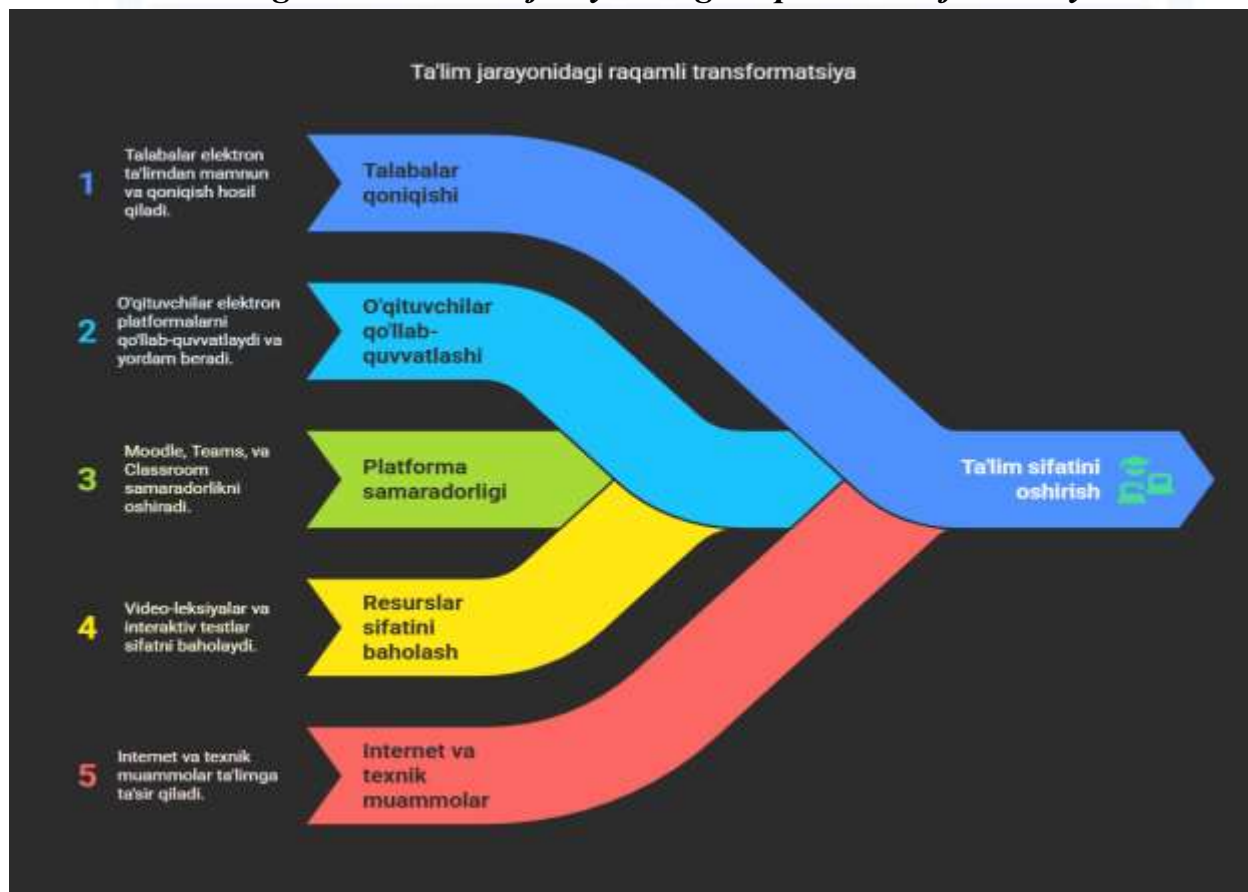 Ta'lim jarayonidagi raqamli transformatsiya
1
Talabalar elektron
ta'limdan mamnun
va qoniqish hosil
qiladi.
Talabalar
qoniqishi
2
O'qituvchilar elektron
platformalarni
qo'llab-quvvatlaydi va
yordam beradi.
O'qituvchilar
qo'llab-
quvvatlashi
3
Moodle, Teams, va
Classroom
samaradorlikni
oshiradi.
Platforma
samaradorligi
Ta'lim sifatini
oshirish
4
Video-leksiyalar va
interaktiv testlar
sifatni baholaydi.
Resurslar
sifatini
baholash
5
Internet va texnik
muammolar ta'limga
ta'sir qiladi.
Internet va
texnik
muammolar